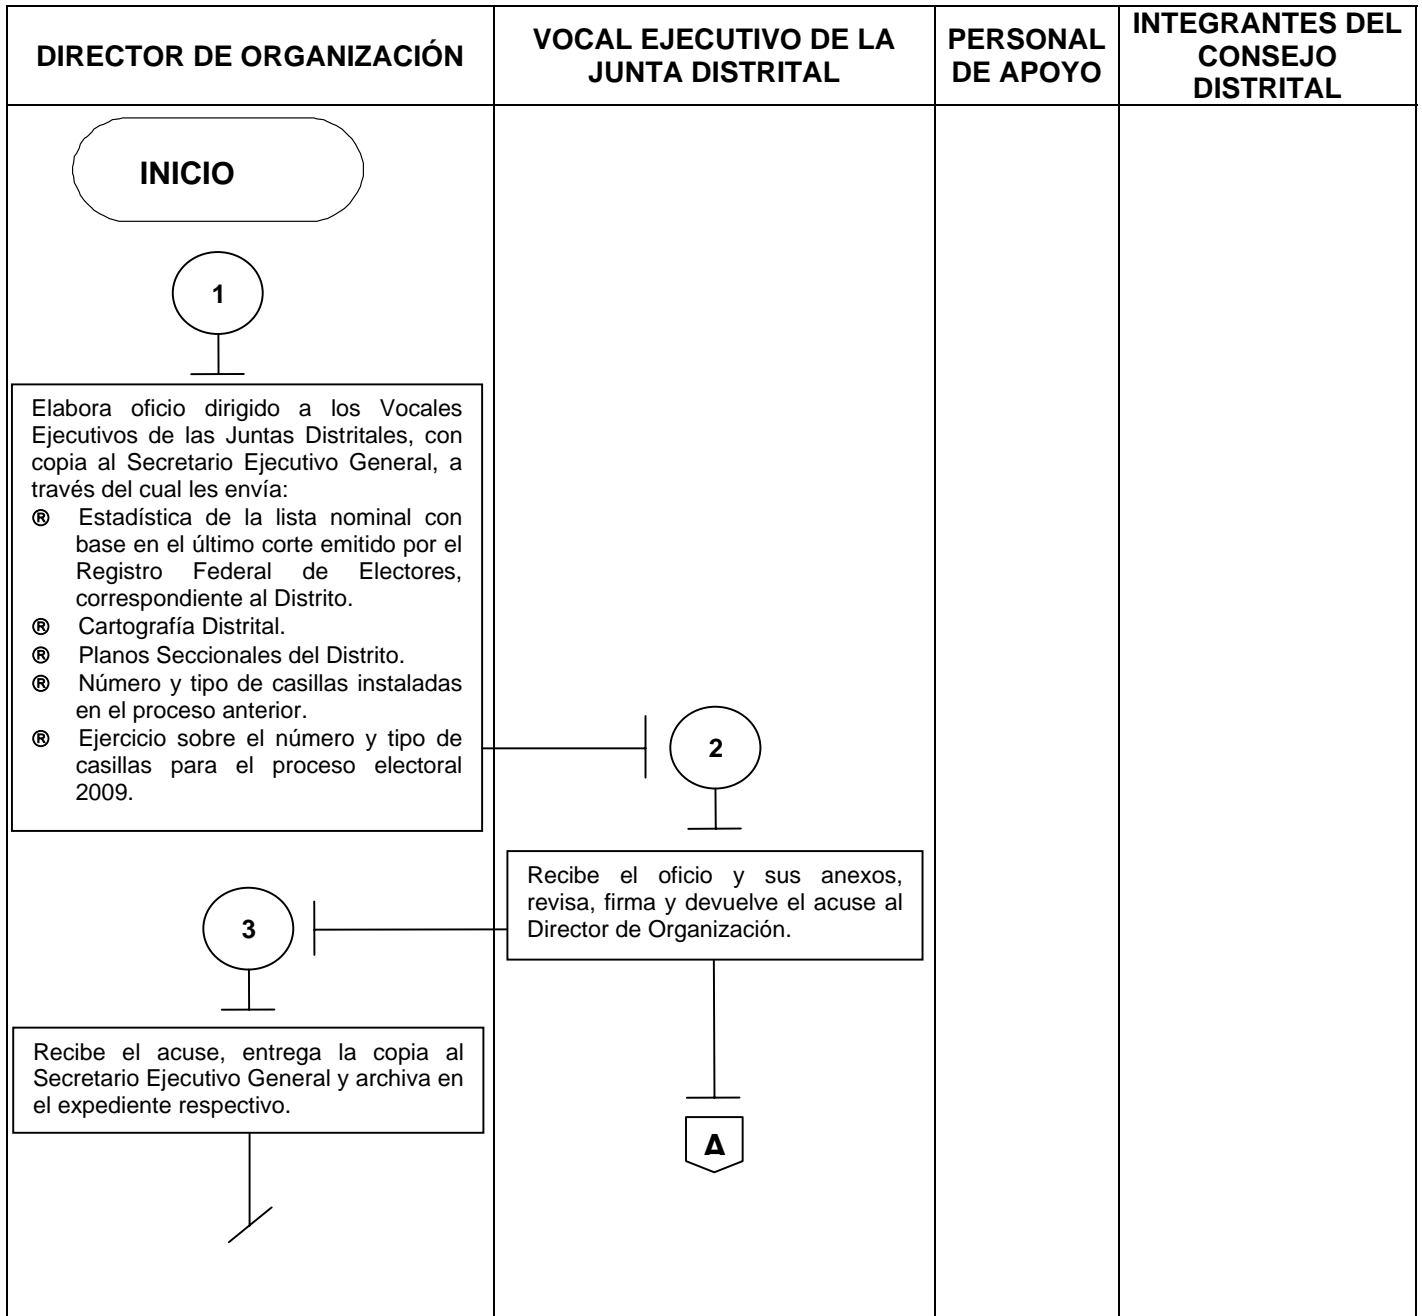 DIRECTOR DE ORGANIZACIÓN
VOCAL EJECUTIVO DE LA
JUNTA DISTRITAL
PERSONAL
DE APOYO
INTEGRANTES DEL
CONSEJO
DISTRITAL
INICIO
1
Elabora oficio dirigido a los Vocales
Ejecutivos de las Juntas Distritales, con
copia al Secretario Ejecutivo General, a
través del cual les envía:
® Estadística de la lista nominal con
base en el último corte emitido por el
Registro Federal de Electores,
correspondiente al Distrito.
® Cartografía Distrital.
® Planos Seccionales del Distrito.
® Número y tipo de casillas instaladas
en el proceso anterior.
® Ejercicio sobre el número y tipo de
casillas para el proceso electoral
2009.
2
Recibe el oficio y sus anexos,
revisa, firma y devuelve el acuse al
Director de Organización.
3
Recibe el acuse, entrega la copia al
Secretario Ejecutivo General y archiva en
el expediente respectivo.
A